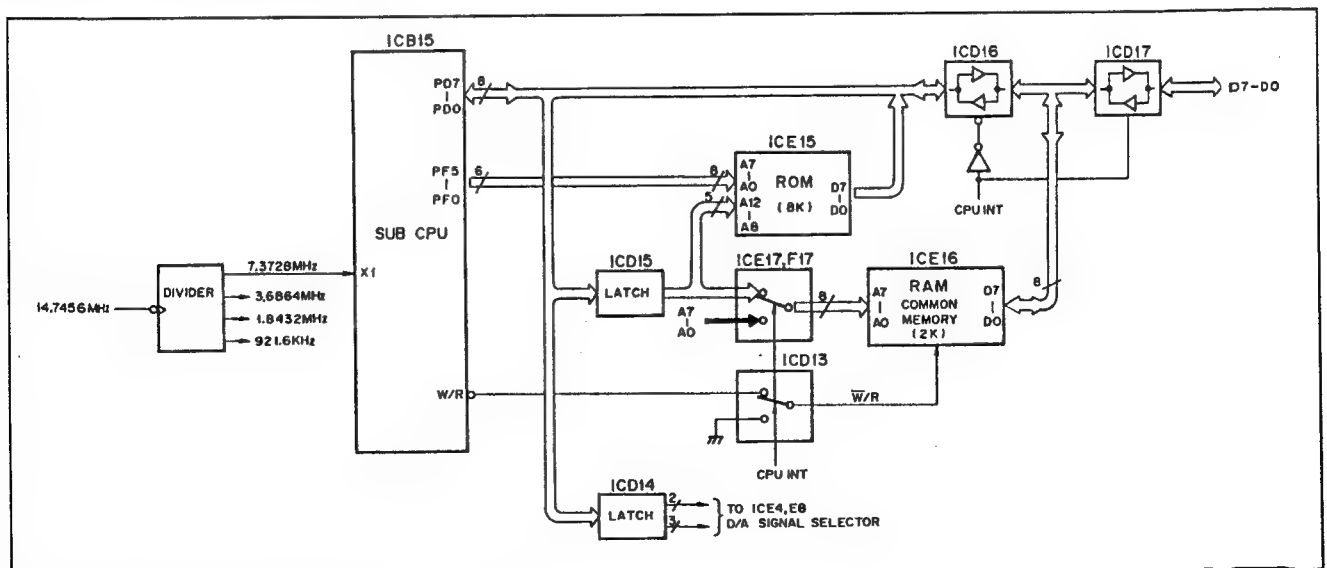 ICB15
SUB CPU
PD7
PD0
8
PF5
PF0
6
X1
W/R
14.7456MHz
DIVIDER
7.3728MHz
3.6864MHz
1.8432MHz
921.6KHz
ICE15
8
A7
A0
5
A12
A8
ROM
(8K)
D7
D0
ICD16
ICD17
D7-D0
CPU INT
ICD15
LATCH
ICE17,F17
A7
A0
8
ICE16
A7
A0
RAM
COMMON
MEMORY
(2K)
D7
D0
8
ICD13
W/R
CPU INT
ICD14
LATCH
2
3
TO ICE4,E8
D/A SIGNAL SELECTOR